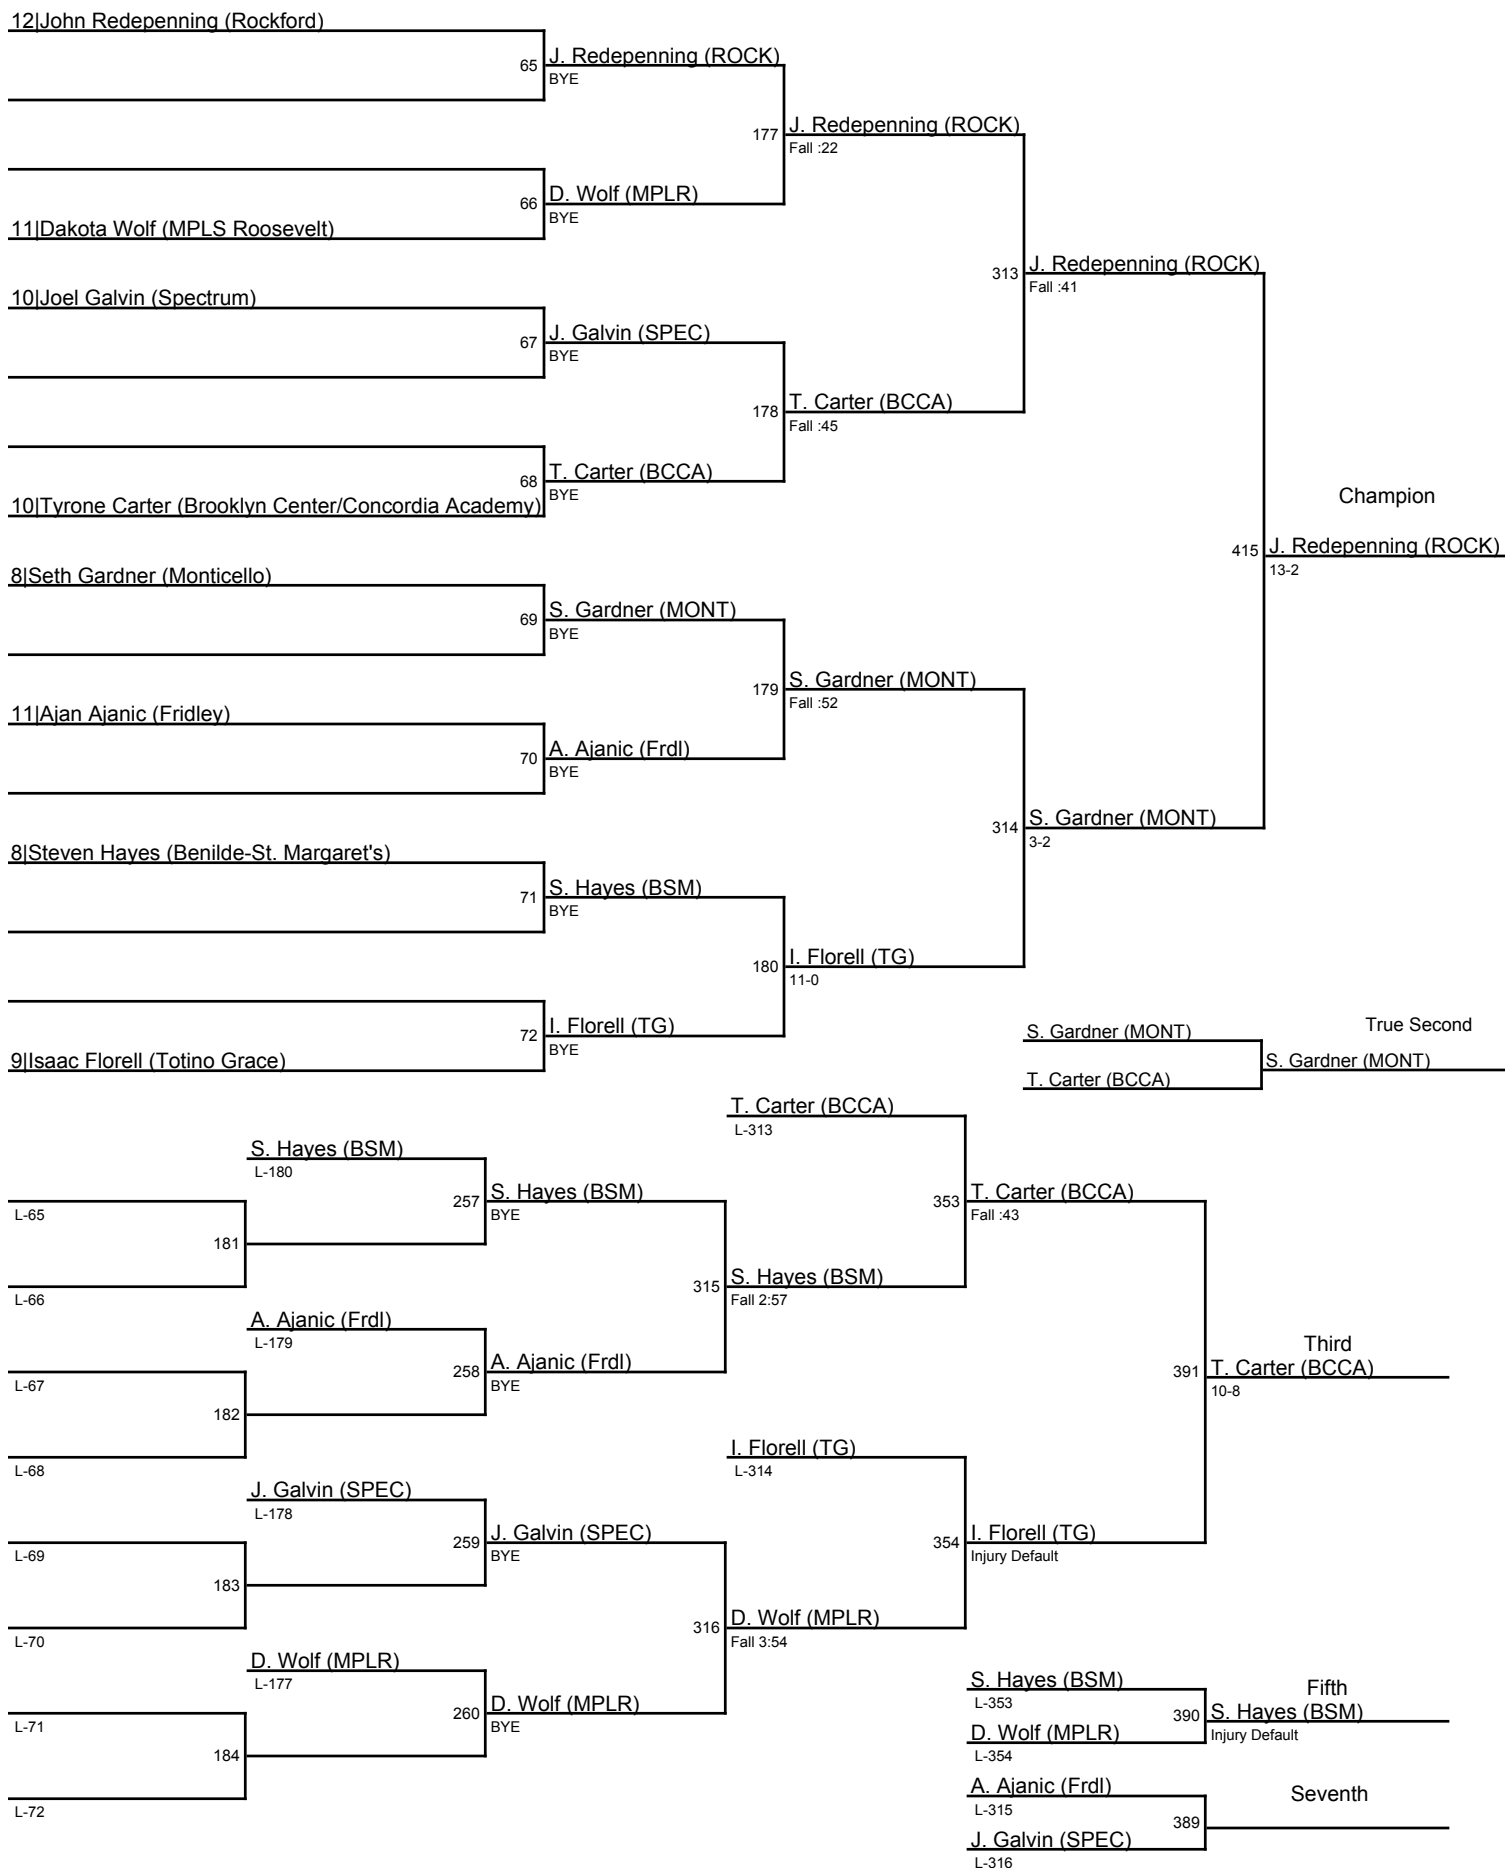 12|John Redepenning (Rockford)
65
J. Redepenning (ROCK)
BYE
177
J. Redepenning (ROCK)
Fall :22
66
D. Wolf (MPLR)
BYE
11|Dakota Wolf (MPLS Roosevelt)
313
J. Redepenning (ROCK)
Fall :41
10|Joel Galvin (Spectrum)
67
J. Galvin (SPEC)
BYE
178
T. Carter (BCCA)
Fall :45
68
T. Carter (BCCA)
BYE
10|Tyrone Carter (Brooklyn Center/Concordia Academy)
Champion
415
J. Redepenning (ROCK)
13-2
8|Seth Gardner (Monticello)
69
S. Gardner (MONT)
BYE
179
S. Gardner (MONT)
Fall :52
11|Ajan Ajanic (Fridley)
70
A. Ajanic (Frdl)
BYE
314
S. Gardner (MONT)
3-2
8|Steven Hayes (Benilde-St. Margaret's)
71
S. Hayes (BSM)
BYE
180
I. Florell (TG)
11-0
72
I. Florell (TG)
BYE
9|Isaac Florell (Totino Grace)
S. Gardner (MONT)
True Second
S. Gardner (MONT)
T. Carter (BCCA)
T. Carter (BCCA)
L-313
S. Hayes (BSM)
L-180
257
S. Hayes (BSM)
BYE
353
T. Carter (BCCA)
Fall :43
L-65
181
L-66
315
S. Hayes (BSM)
Fall 2:57
A. Ajanic (Frdl)
L-179
258
A. Ajanic (Frdl)
BYE
L-67
182
L-68
Third
391
T. Carter (BCCA)
10-8
I. Florell (TG)
L-314
J. Galvin (SPEC)
L-178
259
J. Galvin (SPEC)
BYE
354
I. Florell (TG)
Injury Default
L-69
183
L-70
316
D. Wolf (MPLR)
Fall 3:54
D. Wolf (MPLR)
L-177
260
D. Wolf (MPLR)
BYE
L-71
184
L-72
S. Hayes (BSM)
L-353
Fifth
390
S. Hayes (BSM)
Injury Default
D. Wolf (MPLR)
L-354
A. Ajanic (Frdl)
L-315
Seventh
389
J. Galvin (SPEC)
L-316